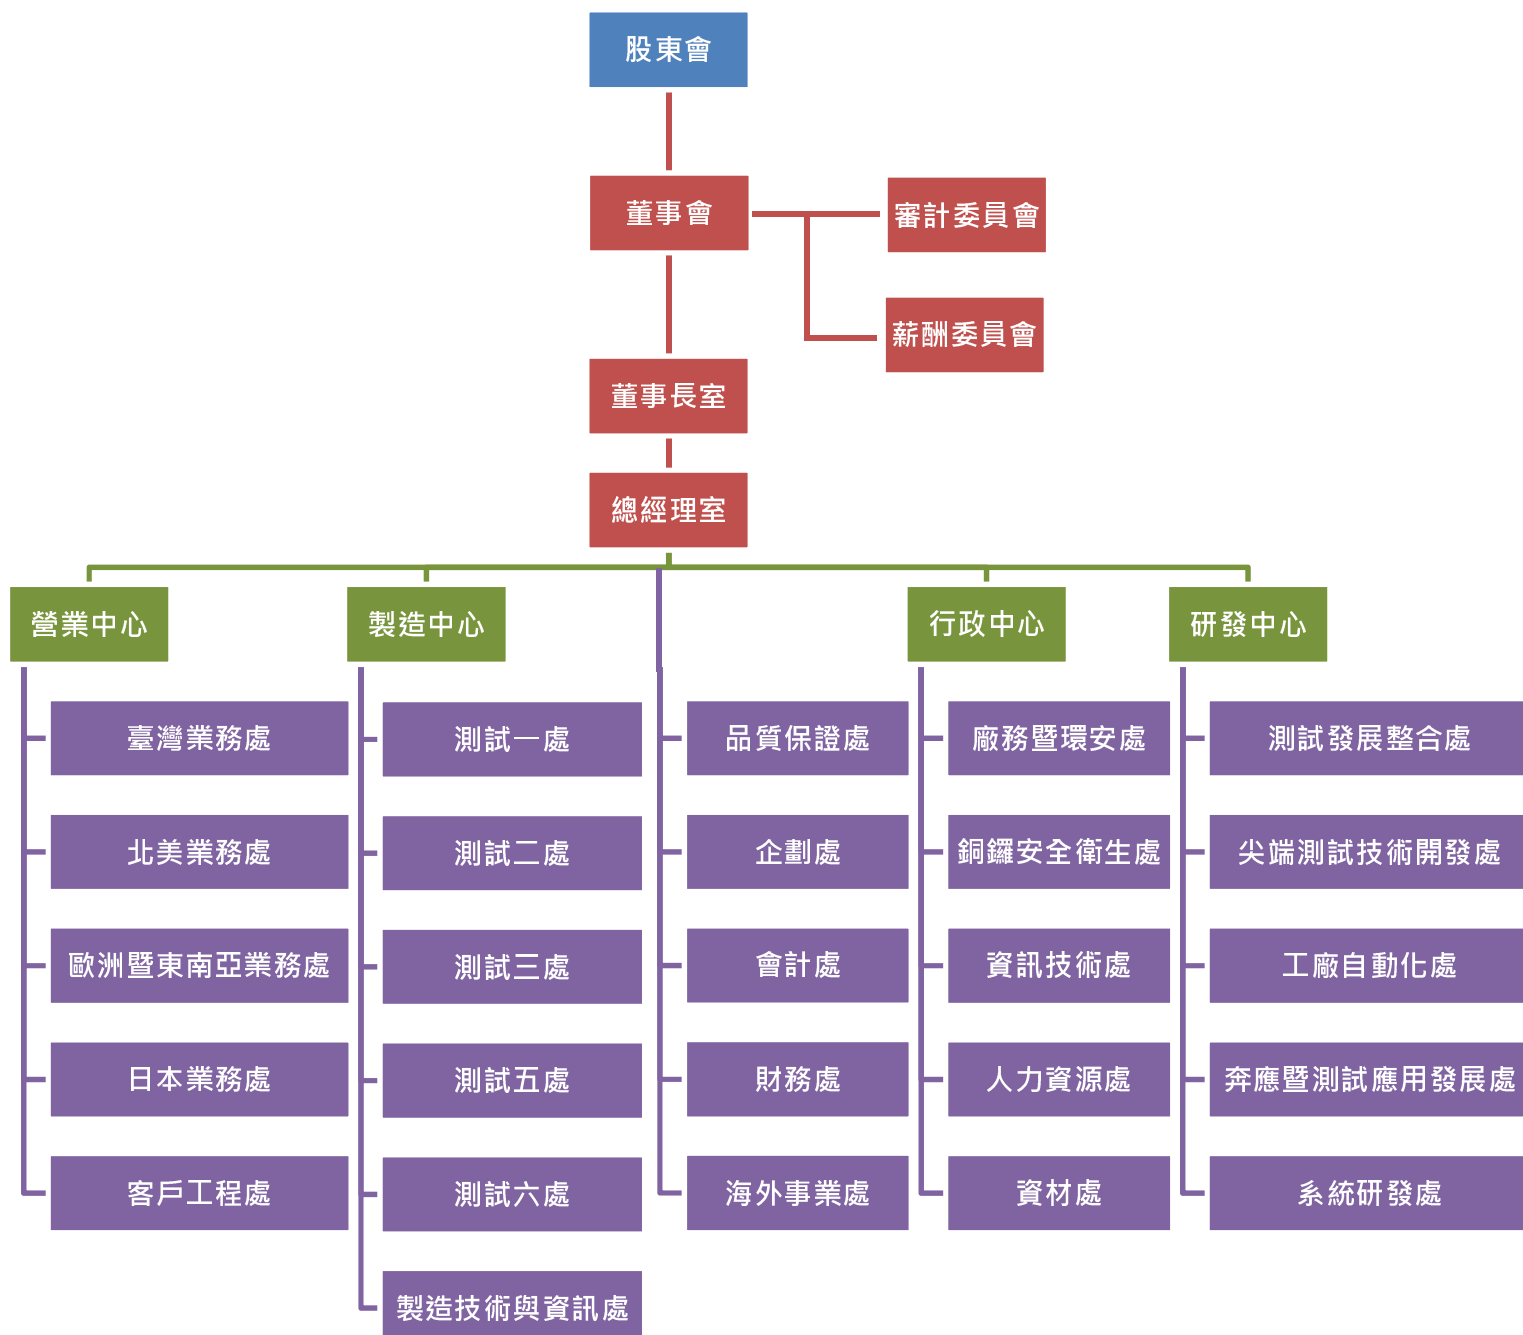 股東會
董事會
審計委員會
薪酬委員會
董事長室
總經理室
營業中心
製造中心
行政中心
研發中心
臺灣業務處
北美業務處
歐洲暨東南亞業務處
日本業務處
客戶工程處
測試一處
測試二處
測試三處
測試五處
測試六處
製造技術與資訊處
品質保證處
企劃處
會計處
財務處
海外事業處
廠務暨環安處
銅鑼安全衛生處
資訊技術處
人力資源處
資材處
測試發展整合處
尖端測試技術開發處
工廠自動化處
奔應暨測試應用發展處
系統研發處